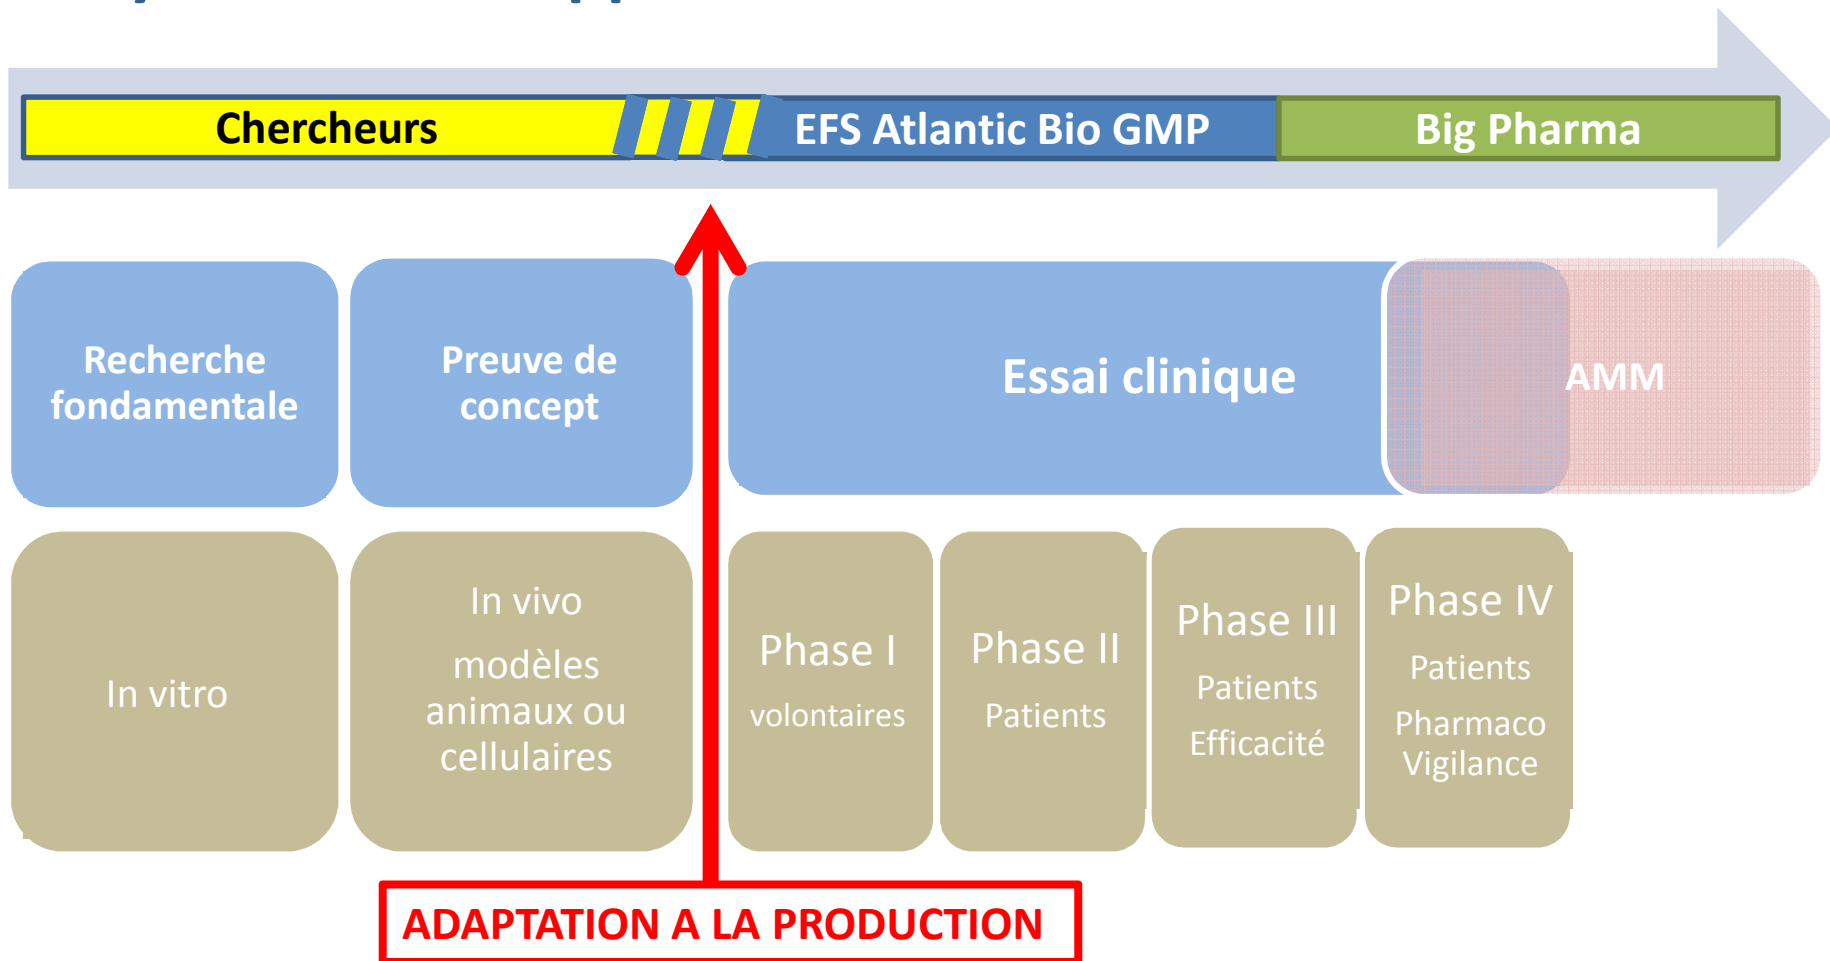 Chercheurs
EFS Atlantic Bio GMP
Big Pharma
Recherche
fondamentale
Preuve de
concept
Essai clinique
AMM
In vitro
In vivo
modèles
animaux ou
cellulaires
Phase I
volontaires
Phase II
Patients
Phase III
Patients
Efficacité
Phase IV
Patients
Pharmaco
Vigilance
ADAPTATION A LA PRODUCTION